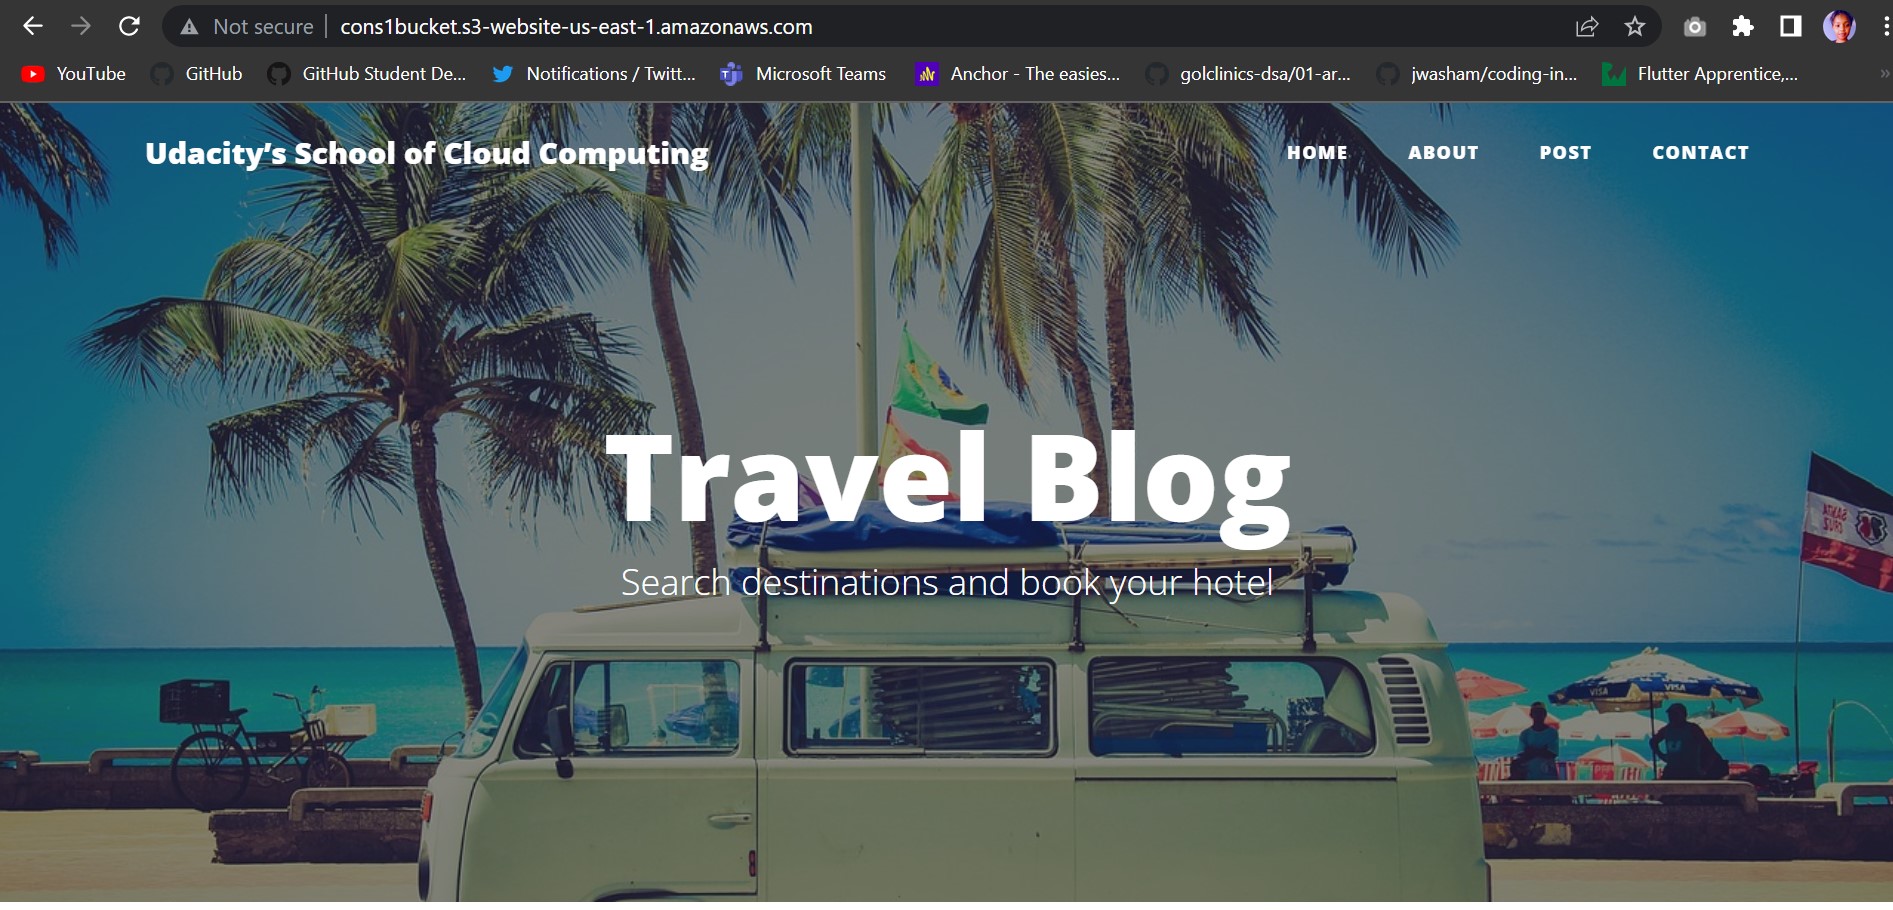 Not secure | cons1bucket.s3-website-us-east-1.amazonaws.com
YouTube GitHub GitHub Student De... Notifications / Twitt... Microsoft Teams Anchor - The easies... golclinics-dsa/01-ar... jwasham/coding-in... Flutter Apprentice,... »
Udacity’s School of Cloud Computing HOME ABOUT POST CONTACT
Travel Blog
Search destinations and book your hotel
SANTA
CRUZ
VISA VISA